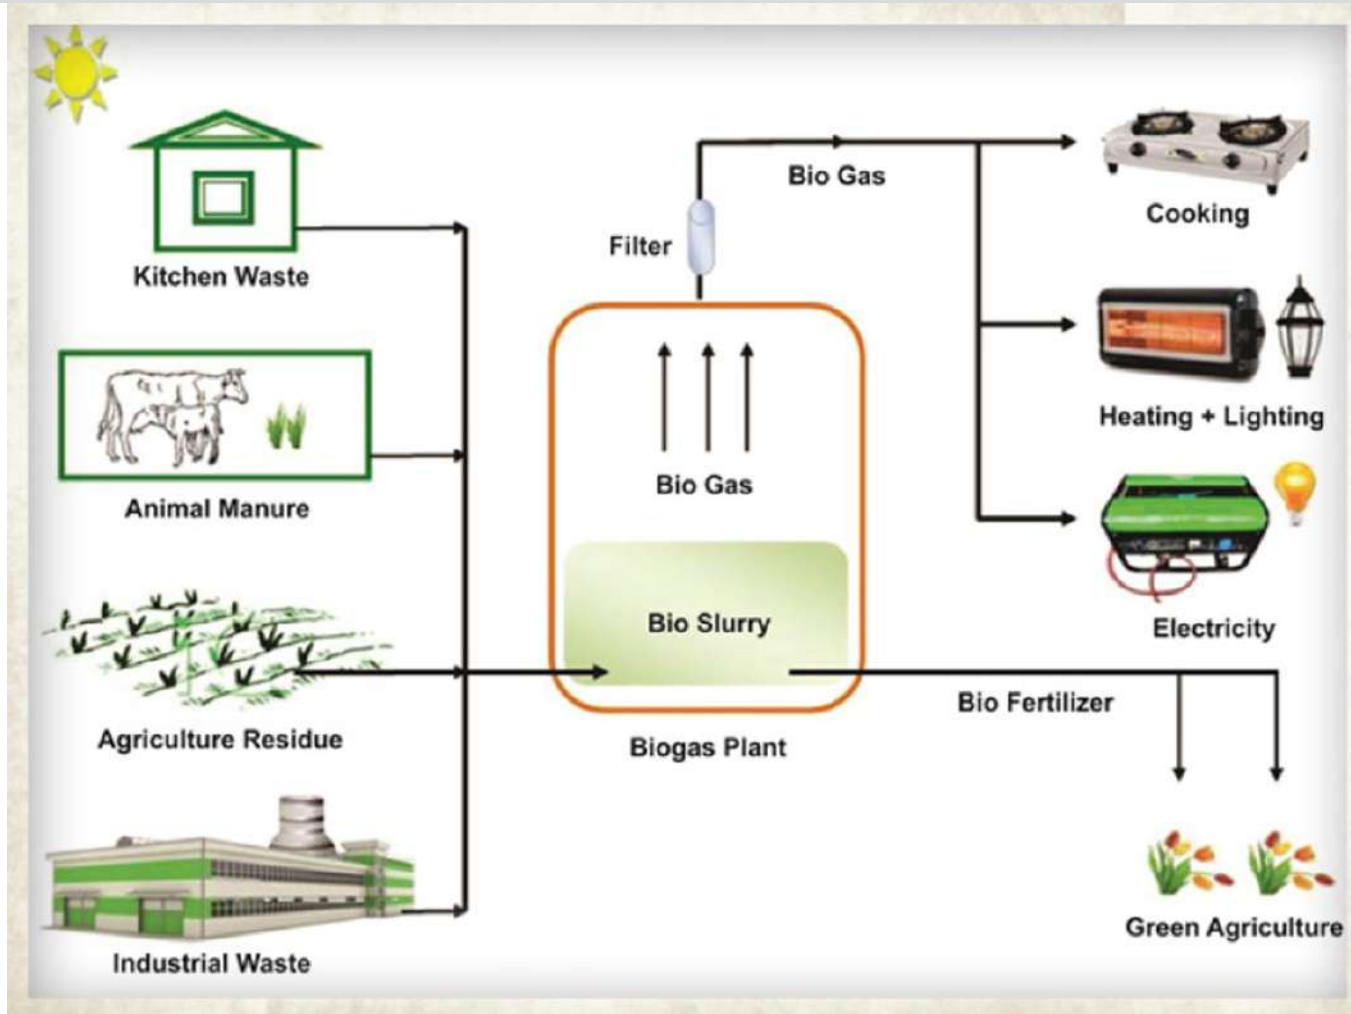 Kitchen Waste
Animal Manure
Agriculture Residue
Industrial Waste
Filter
Bio Gas
Bio Gas
Bio Slurry
Biogas Plant
Cooking
Heating + Lighting
Electricity
Bio Fertilizer
Green Agriculture